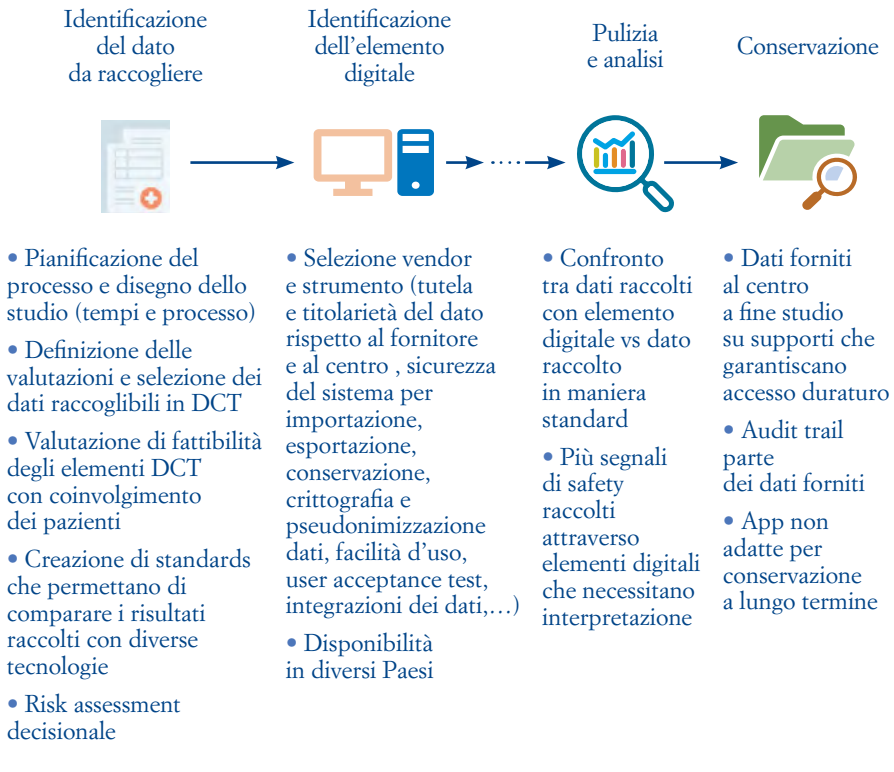 Identificazione
del dato
da raccogliere
Identificazione
dell’elemento
digitale
Pulizia
e analisi
Conservazione
....
• Pianificazione del
processo e disegno dello
studio (tempi e processo)
• Definizione delle
valutazioni e selezione dei
dati raccoglibili in DCT
• Valutazione di fattibilità
degli elementi DCT
con coinvolgimento
dei pazienti
• Creazione di standards
che permettano di
comparare i risultati
raccolti con diverse
tecnologie
• Risk assessment
decisionale
• Selezione vendor
e strumento (tutela
e titolarietà del dato
rispetto al fornitore
e al centro , sicurezza
del sistema per
importazione,
esportazione,
conservazione,
crittografia e
pseudonimizzazione
dati, facilità d’uso,
user acceptance test,
integrazioni dei dati,…)
• Disponibilità
in diversi Paesi
• Confronto
tra dati raccolti
con elemento
digitale vs dato
raccolto
in maniera
standard
• Più segnali
di safety
raccolti
attraverso
elementi digitali
che necessitano
interpretazione
• Dati forniti
al centro
a fine studio
su supporti che
garantiscano
accesso duraturo
• Audit trail
parte
dei dati forniti
• App non
adatte per
conservazione
a lungo termine